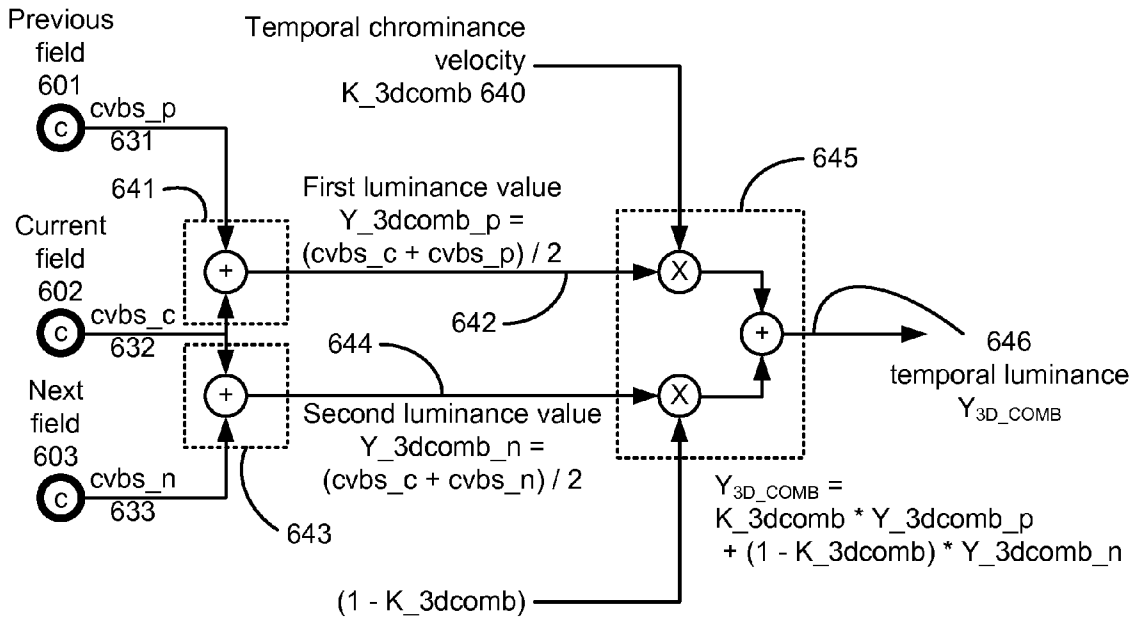 Previous
field
601
c
cvbs_p
631
Temporal chrominance
velocity
K_3dcomb 640
645
641
First luminance value
Y_3dcomb_p =
(cvbs_c + cvbs_p) / 2
Current
field
602
c
cvbs_c
632
+
X
642
+
646
temporal luminance
Y3D_COMB
644
Next
field
603
c
cvbs_n
633
+
X
Second luminance value
Y_3dcomb_n =
(cvbs_c + cvbs_n) / 2
643
Y3D_COMB =
K_3dcomb * Y_3dcomb_p
+ (1 - K_3dcomb) * Y_3dcomb_n
(1 - K_3dcomb)